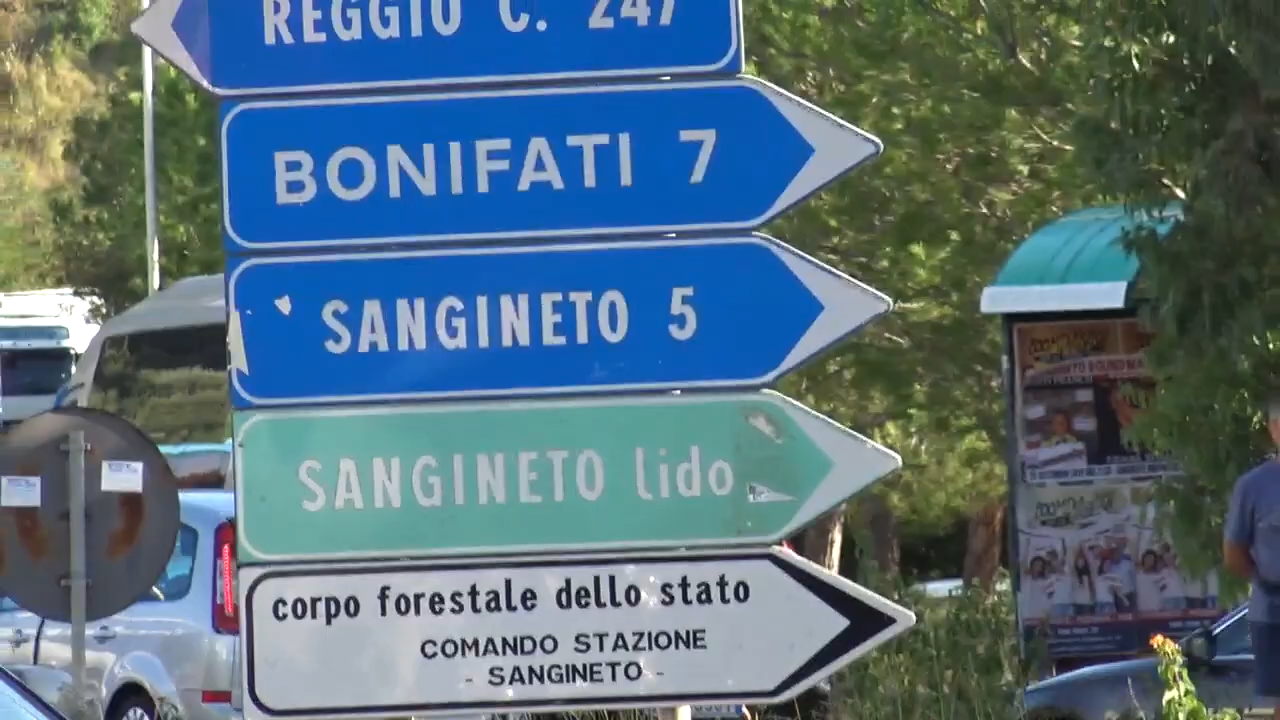 REGGIO C. 247
BONIFATI 7
SANGINETO 5
SANGINETO lido
corpo forestale dello stato
COMANDO STAZIONE
- SANGINETO -